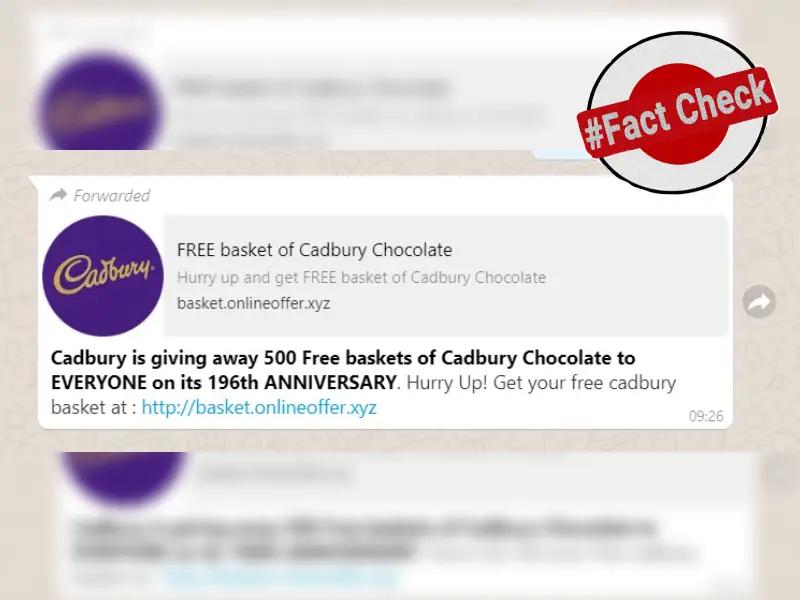 #Fact Check
Forwarded
Cadbury
FREE basket of Cadbury Chocolate
Hurry up and get FREE basket of Cadbury Chocolate
basket.onlineoffer.xyz
Cadbury is giving away 500 Free baskets of Cadbury Chocolate to
EVERYONE on its 196th ANNIVERSARY. Hurry Up! Get your free cadbury
basket at : http://basket.onlineoffer.xyz
09:26